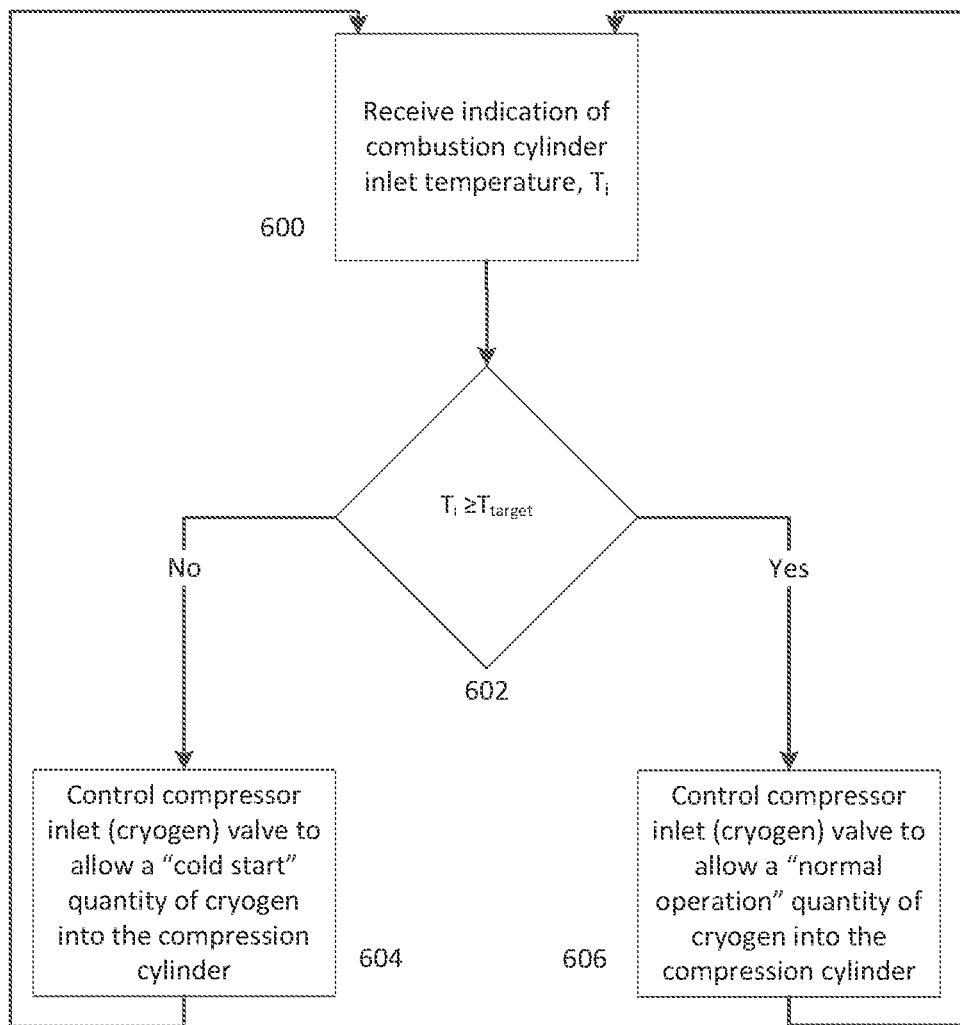 Receive indication of
combustion cylinder
inlet temperature, Tᵢ
600
Tᵢ ≥Ttarget
No
Yes
602
Control compressor
inlet (cryogen) valve to
allow a “cold start”
quantity of cryogen
into the compression
cylinder
604
606
Control compressor
inlet (cryogen) valve to
allow a “normal
operation” quantity of
cryogen into the
compression cylinder